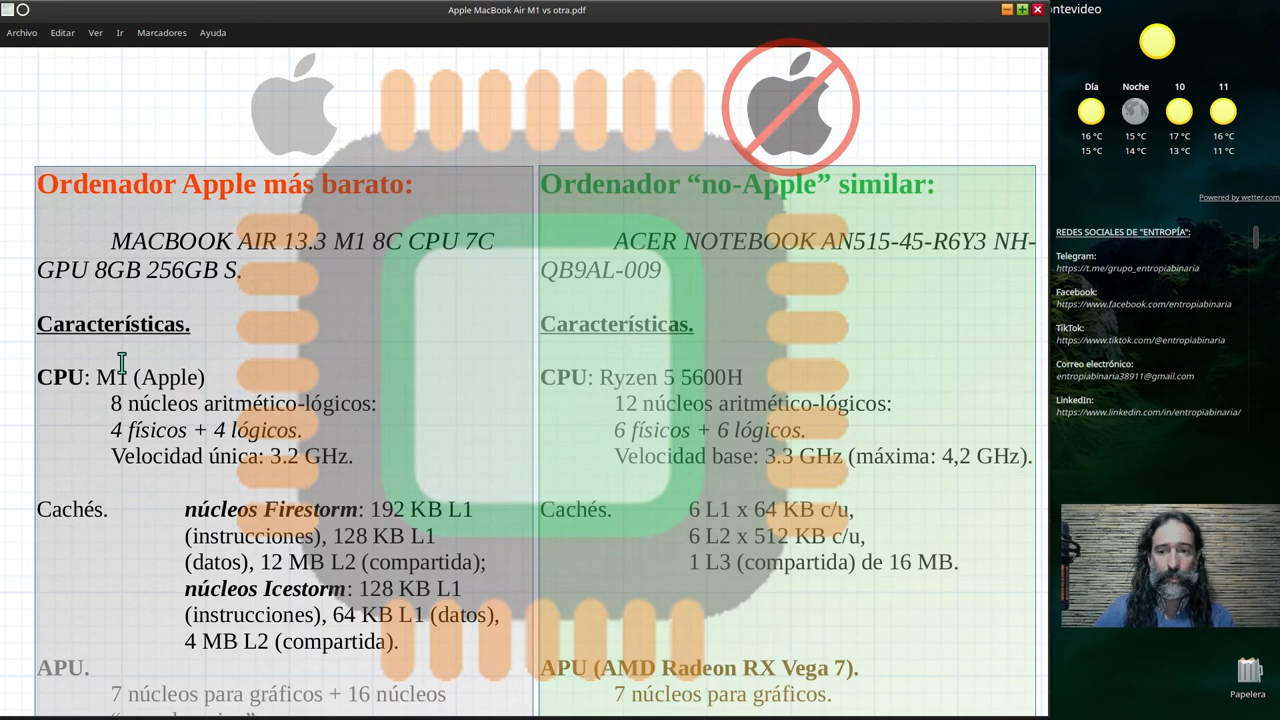 Apple MacBook Air M1 vs otra.pdf
Archivo Editar Ver Ir Marcadores Ayuda
Ordenador Apple más barato:
MACBOOK AIR 13.3 M1 8C CPU 7C
GPU 8GB 256GB S.
Características.
CPU: M1 (Apple)
8 núcleos aritmético-lógicos:
4 físicos + 4 lógicos.
Velocidad única: 3.2 GHz.
Cachés. núcleos Firestorm: 192 KB L1
(instrucciones), 128 KB L1
(datos), 12 MB L2 (compartida);
núcleos Icestorm: 128 KB L1
(instrucciones), 64 KB L1 (datos),
4 MB L2 (compartida).
APU.
7 núcleos para gráficos + 16 núcleos
Ordenador “no-Apple” similar:
ACER NOTEBOOK AN515-45-R6Y3 NH-
QB9AL-009
Características.
CPU: Ryzen 5 5600H
12 núcleos aritmético-lógicos:
6 físicos + 6 lógicos.
Velocidad base: 3.3 GHz (máxima: 4,2 GHz).
Cachés. 6 L1 x 64 KB c/u,
6 L2 x 512 KB c/u,
1 L3 (compartida) de 16 MB.
APU (AMD Radeon RX Vega 7).
7 núcleos para gráficos.
ontevideo
Día Noche 10 11
16 °C 15 °C 17 °C 16 °C
15 °C 14 °C 13 °C 11 °C
Powered by wetter.com
REDES SOCIALES DE "ENTROPÍA":
Telegram:
https://t.me/grupo_entropiabinaria
Facebook:
https://www.facebook.com/entropiabinaria
TikTok:
https://www.tiktok.com/@entropiabinaria
Correo electrónico:
entropiabinaria38911@gmail.com
LinkedIn:
https://www.linkedin.com/in/entropiabinaria/
Papelera